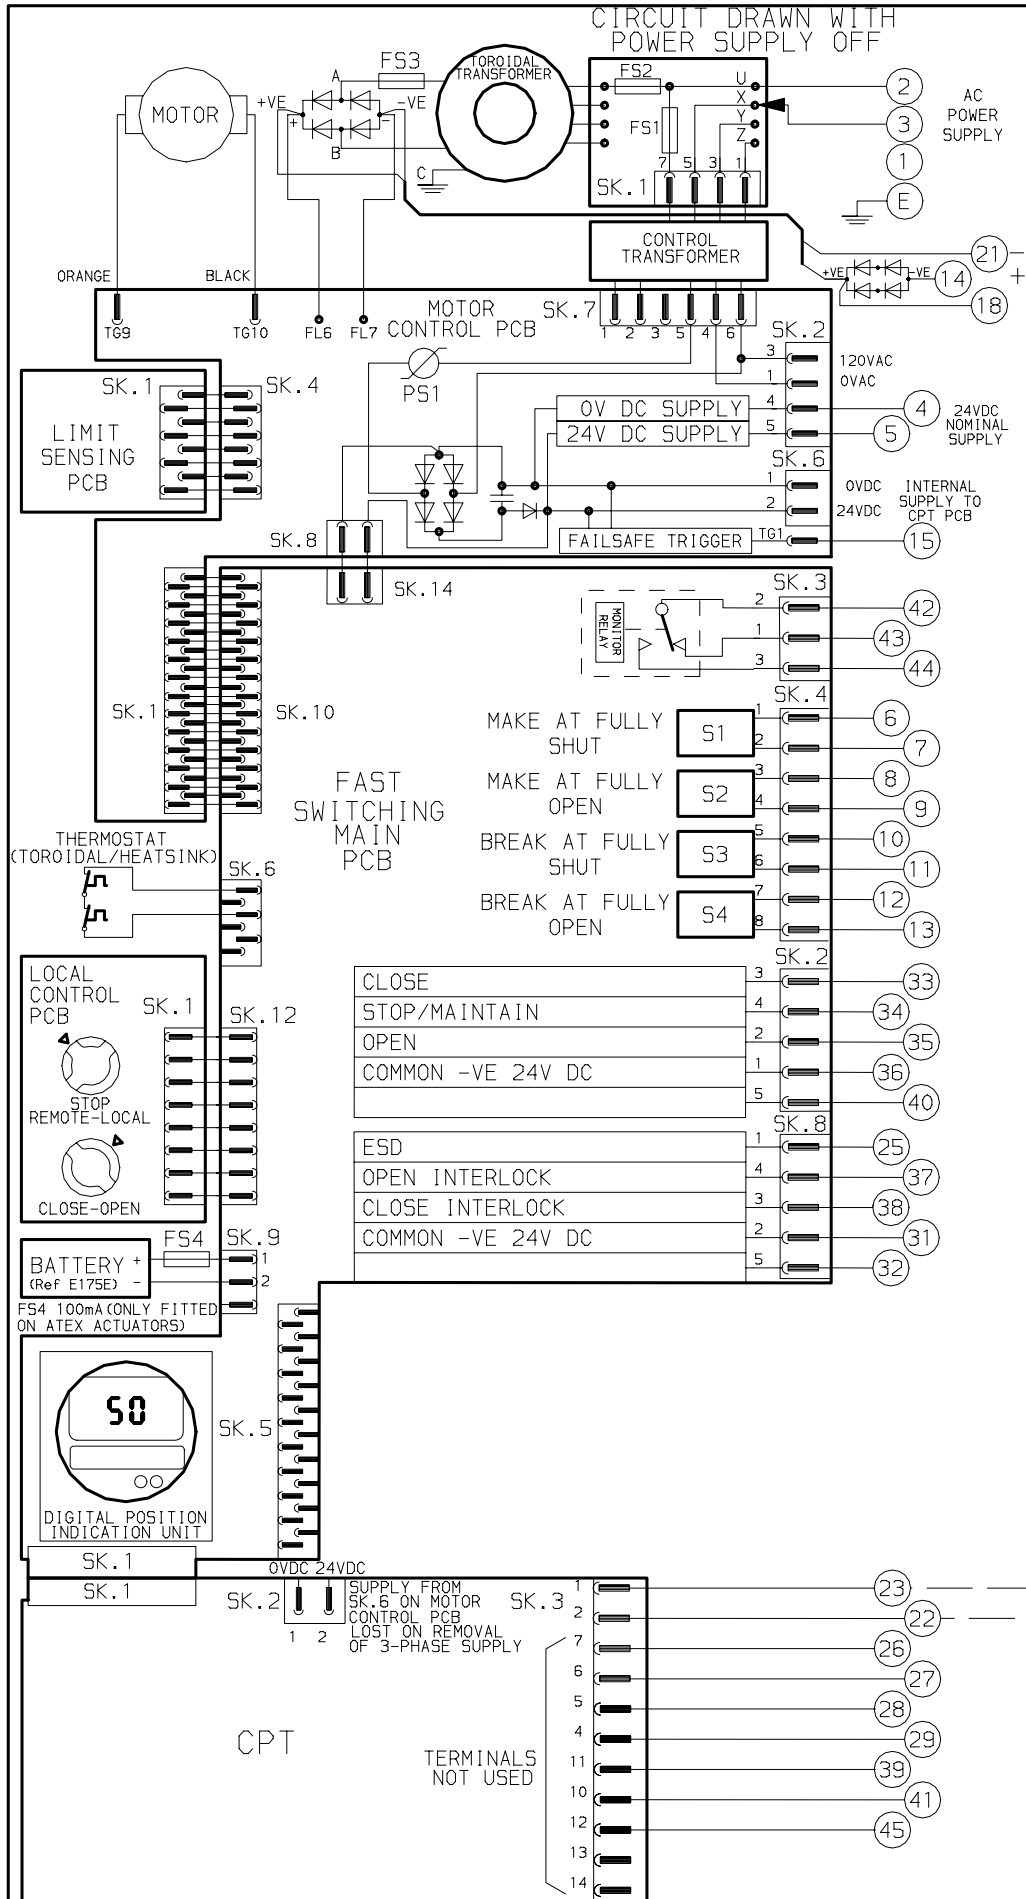 CIRCUIT DRAWN WITH
POWER SUPPLY OFF
MOTOR
ORANGE
BLACK
TG9
TG10
FL6
FL7
A
B
C
+VE
+
-VE
-
FS3
TOROIDAL
TRANSFORMER
FS2
FS1
U
X
Y
Z
7 5 3 1
SK.1
2
3
1
E
AC
POWER
SUPPLY
CONTROL
TRANSFORMER
21 -
+
+VE
-VE
14
18
MOTOR
CONTROL PCB
SK.7
1 2 3 5 4 6
PS1
SK.2
3 120VAC
1 0VAC
0V DC SUPPLY 4
4
24V DC SUPPLY 5
5
24VDC
NOMINAL
SUPPLY
SK.6
1 0VDC
2 24VDC
INTERNAL
SUPPLY TO
CPT PCB
FAILSAFE TRIGGER TG1
15
LIMIT
SENSING
PCB
SK.1
SK.4
SK.8
SK.14
SK.1
SK.10
FAST
SWITCHING
MAIN
PCB
MONITOR
RELAY
SK.3
2 42
1 43
3 44
SK.4
MAKE AT FULLY
SHUT
S1
1 6
2 7
MAKE AT FULLY
OPEN
S2
3 8
4 9
BREAK AT FULLY
SHUT
S3
5 10
6 11
BREAK AT FULLY
OPEN
S4
7 12
8 13
THERMOSTAT
(TOROIDAL/HEATSINK)
SK.6
SK.2
CLOSE 3 33
STOP/MAINTAIN 4 34
OPEN 2 35
COMMON -VE 24V DC 1 36
5 40
SK.8
ESD 1 25
OPEN INTERLOCK 4 37
CLOSE INTERLOCK 3 38
COMMON -VE 24V DC 2 31
5 32
LOCAL
CONTROL
PCB
SK.1
SK.12
STOP
REMOTE-LOCAL
CLOSE-OPEN
BATTERY
(Ref E175E)
+
-
FS4
SK.9
1
2
FS4 100mA(ONLY FITTED
ON ATEX ACTUATORS)
50
SK.5
DIGITAL POSITION
INDICATION UNIT
SK.1
SK.1
0VDC 24VDC
SK.2
1 2
SUPPLY FROM
SK.6 ON MOTOR
CONTROL PCB
LOST ON REMOVAL
OF 3-PHASE SUPPLY
SK.3
1 23
2 22
7 26
6 27
5 28
4 29
11 39
10 41
12 45
13
14
CPT
TERMINALS
NOT USED